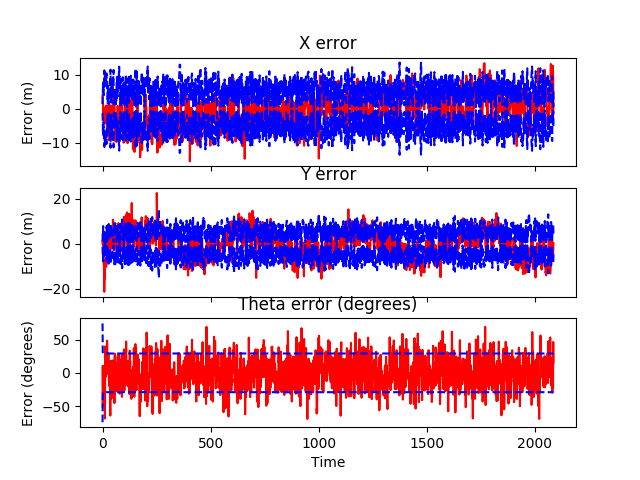 X error
Error (m)
10
0
−10
Y error
Error (m)
20
0
−20
Theta error (degrees)
Error (degrees)
50
0
−50
0
500
1000
1500
2000
Time